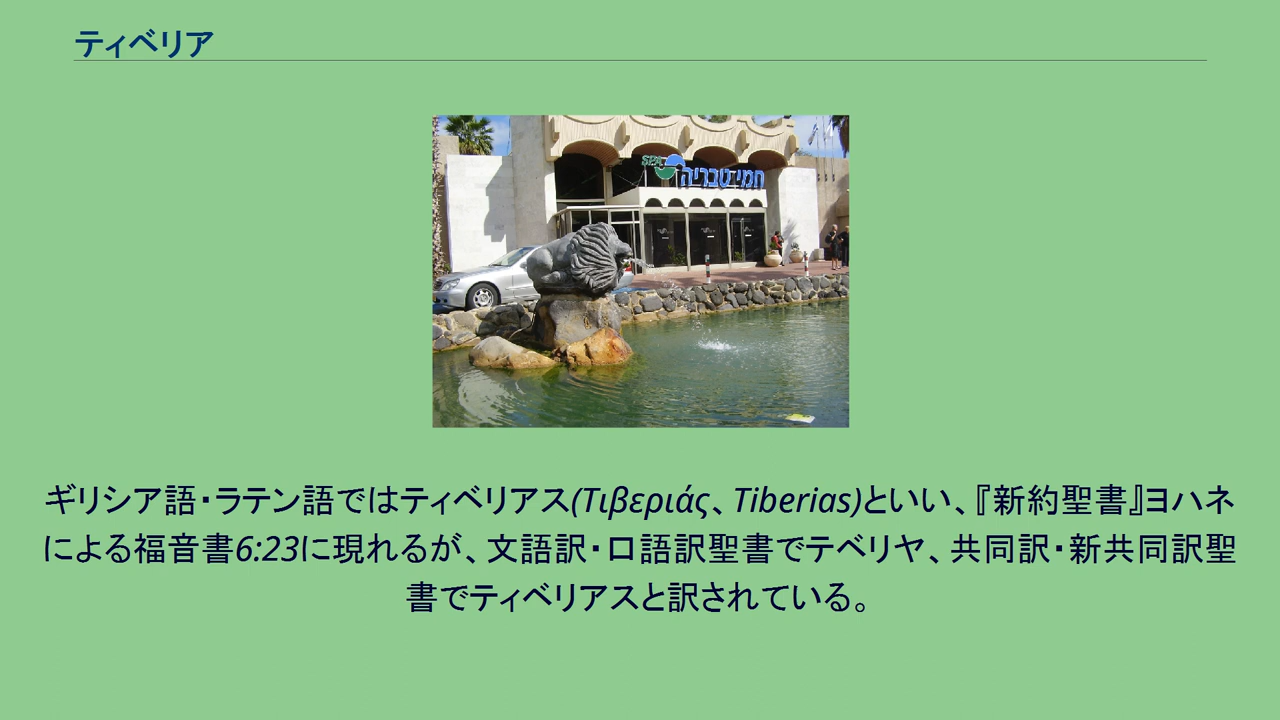 ティベリア
SPA
חמי טבריה
ギリシア語・ラテン語ではティベリアス(Τιβεριάς、Tiberias)といい、『新約聖書』ヨハネ
による福音書6:23に現れるが、文語訳・口語訳聖書でテベリヤ、共同訳・新共同訳聖
書でティベリアスと訳されている。